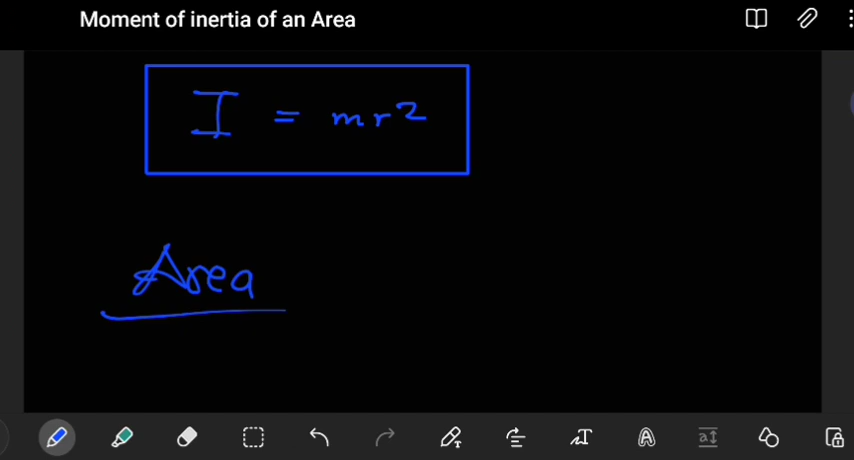 Moment of inertia of an Area
I = mr²
Area